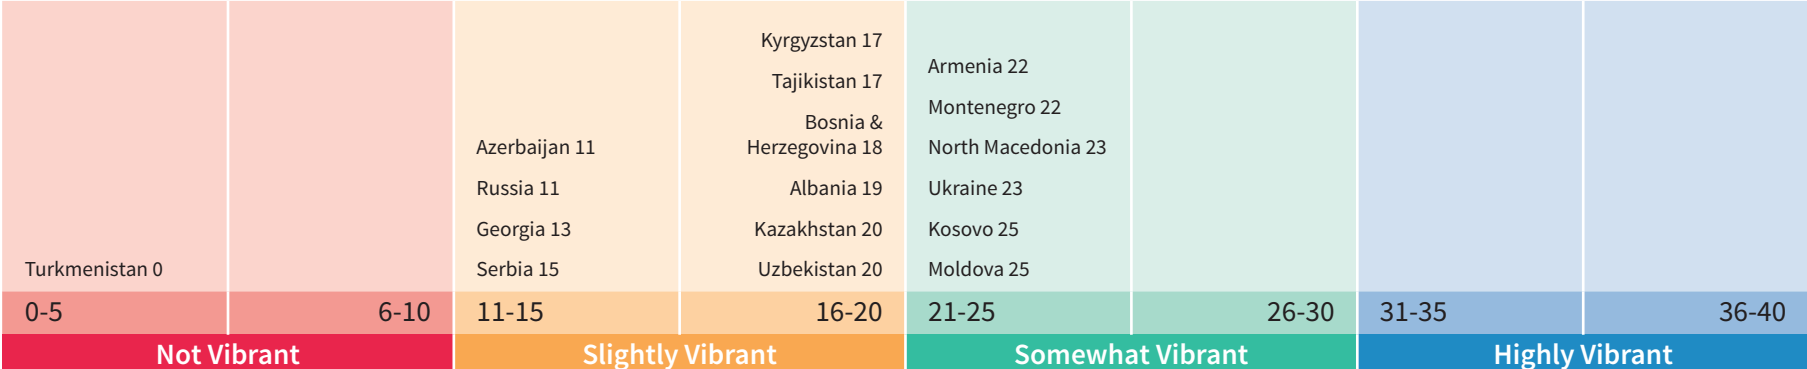 Turkmenistan 0
Azerbaijan 11
Russia 11
Georgia 13
Serbia 15
Kyrgyzstan 17
Tajikistan 17
Bosnia &
Herzegovina 18
Albania 19
Kazakhstan 20
Uzbekistan 20
Armenia 22
Montenegro 22
North Macedonia 23
Ukraine 23
Kosovo 25
Moldova 25
0-5
6-10
11-15
16-20
21-25
26-30
31-35
36-40
Not Vibrant
Slightly Vibrant
Somewhat Vibrant
Highly Vibrant